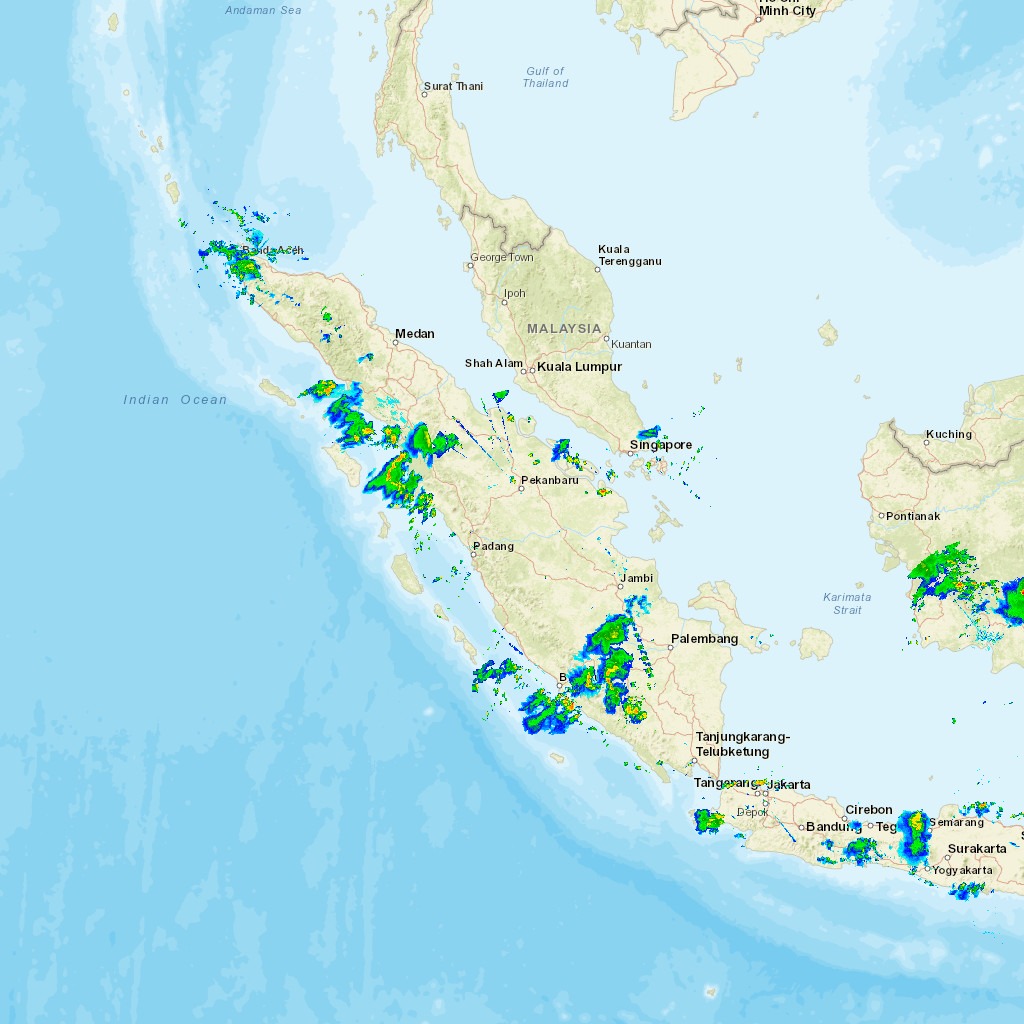 Andaman Sea
Minh City
Gulf of
Thailand
Surat Thani
Banda Aceh
Kuala
Terengganu
George Town
Ipoh
MALAYSIA
Medan
Kuantan
Shah Alam
Kuala Lumpur
Indian Ocean
Kuching
Singapore
Pekanbaru
Pontianak
Padang
Jambi
Karimata
Strait
Palembang
B
Tanjungkarang-
Telubketung
Tangerang
Jakarta
Depok
Cirebon
Bandung
Teg
Semarang
Surakarta
Yogyakarta
S